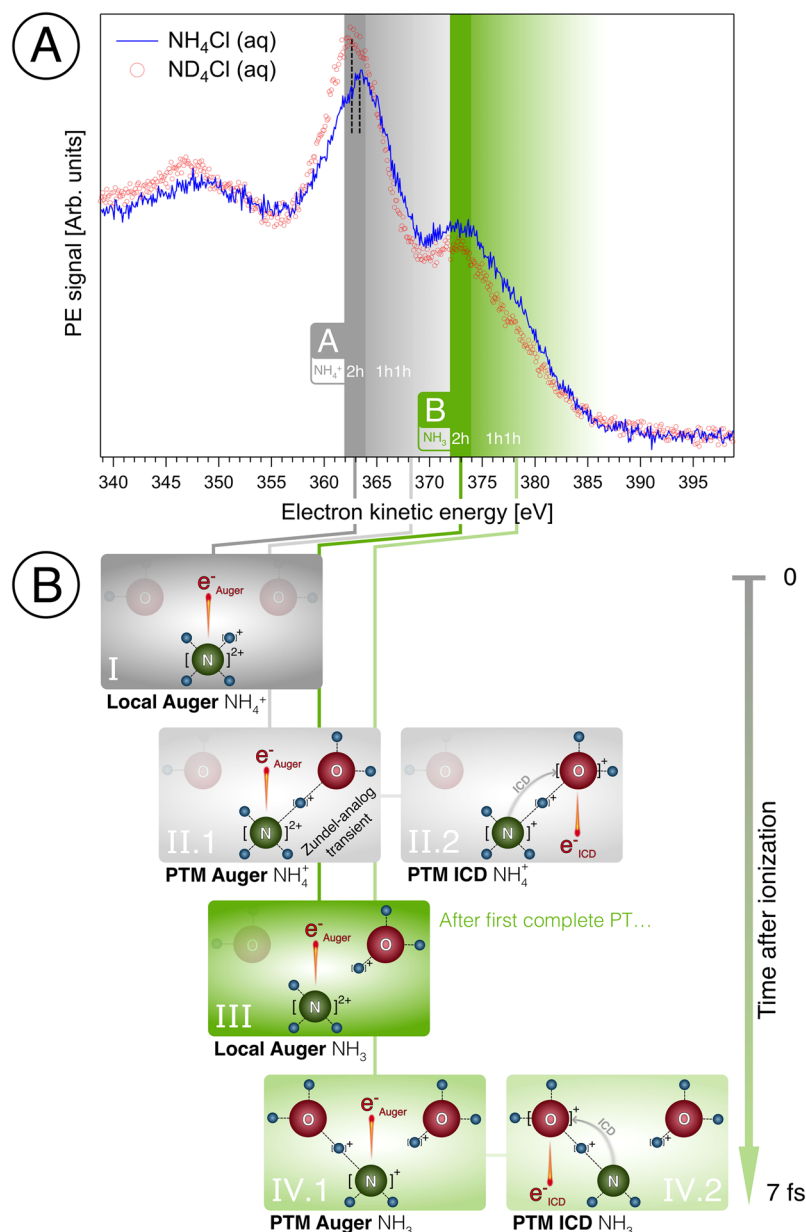 A
NH₄Cl (aq)
ND₄Cl (aq)
PE signal [Arb. units]
A
NH₄⁺ 2h 1h1h
B
NH₃ 2h 1h1h
340 345 350 355 360 365 370 375 380 385 390 395
Electron kinetic energy [eV]
B
0
O O
e⁻ Auger
[ N ]²⁺ [ ]⁺
I
Local Auger NH₄⁺
O O
e⁻ Auger
[ ]⁺
[ N ]²⁺
Zundel-analog
transient
II.1
PTM Auger NH₄⁺
O [ O ]⁺
ICD
[ N ]⁺
e⁻ ICD
II.2
PTM ICD NH₄⁺
After first complete PT...
O O
e⁻ Auger
[ ]⁺
[ N ]²⁺
III
Local Auger NH₃
O O
e⁻ Auger
[ ]⁺ [ ]⁺
[ N ]⁺
IV.1
PTM Auger NH₃
[ O ]⁺ O
ICD
[ ]⁺ [ ]⁺
e⁻ ICD
N
IV.2
PTM ICD NH₃
Time after ionization
7 fs